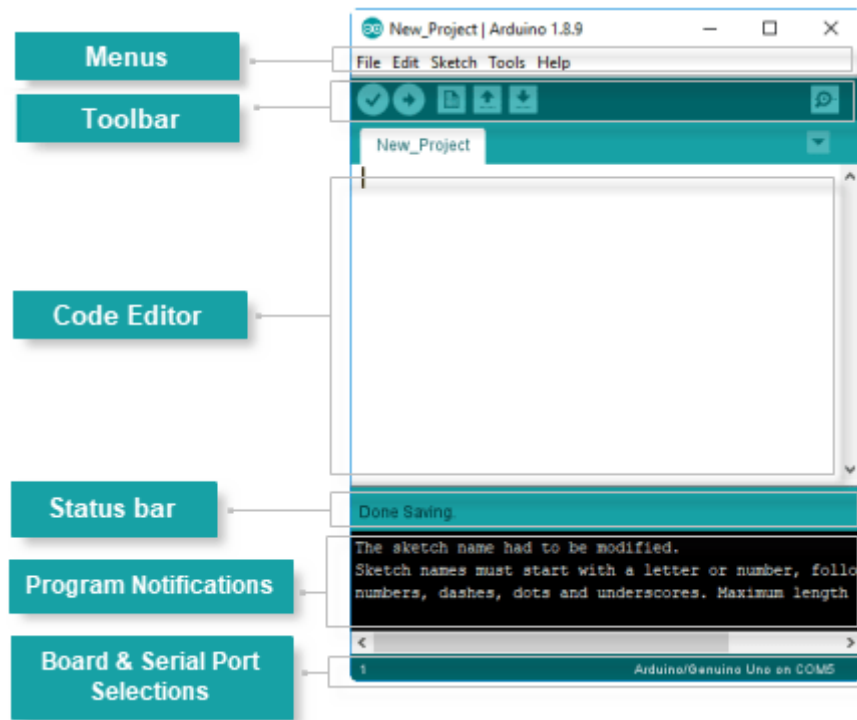 New_Project | Arduino 1.8.9
Menus
File Edit Sketch Tools Help
Toolbar
New_Project
Code Editor
Status bar
Done Saving.
Program Notifications
The sketch name had to be modified.
Sketch names must start with a letter or number, follo
numbers, dashes, dots and underscores. Maximum length
Board & Serial Port
Selections
1
Arduino/Genuino Uno on COM5